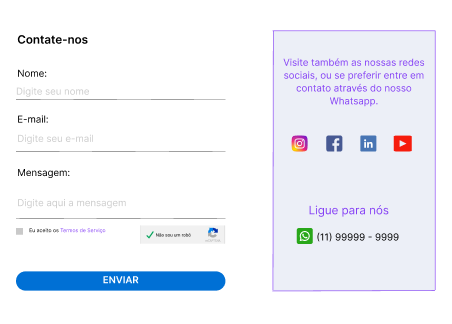 Contate-nos
Nome:
Digite seu nome
E-mail:
Digite seu e-mail
Mensagem:
Digite aqui a mensagem
Eu aceito os Termos de Serviço
Não sou um robô
ENVIAR
Visite também as nossas redes
sociais, ou se preferir entre em
contato através do nosso
Whatsapp.
Ligue para nós
(11) 99999 - 9999